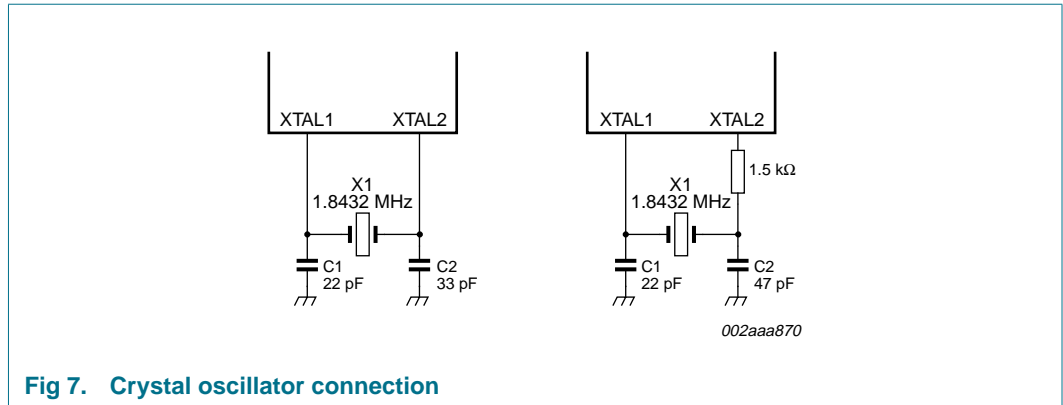 XTAL1 XTAL2
X1
1.8432 MHz
C1
22 pF
C2
33 pF
XTAL1 XTAL2
1.5 kΩ
X1
1.8432 MHz
C1
22 pF
C2
47 pF
002aaa870
Fig 7. Crystal oscillator connection